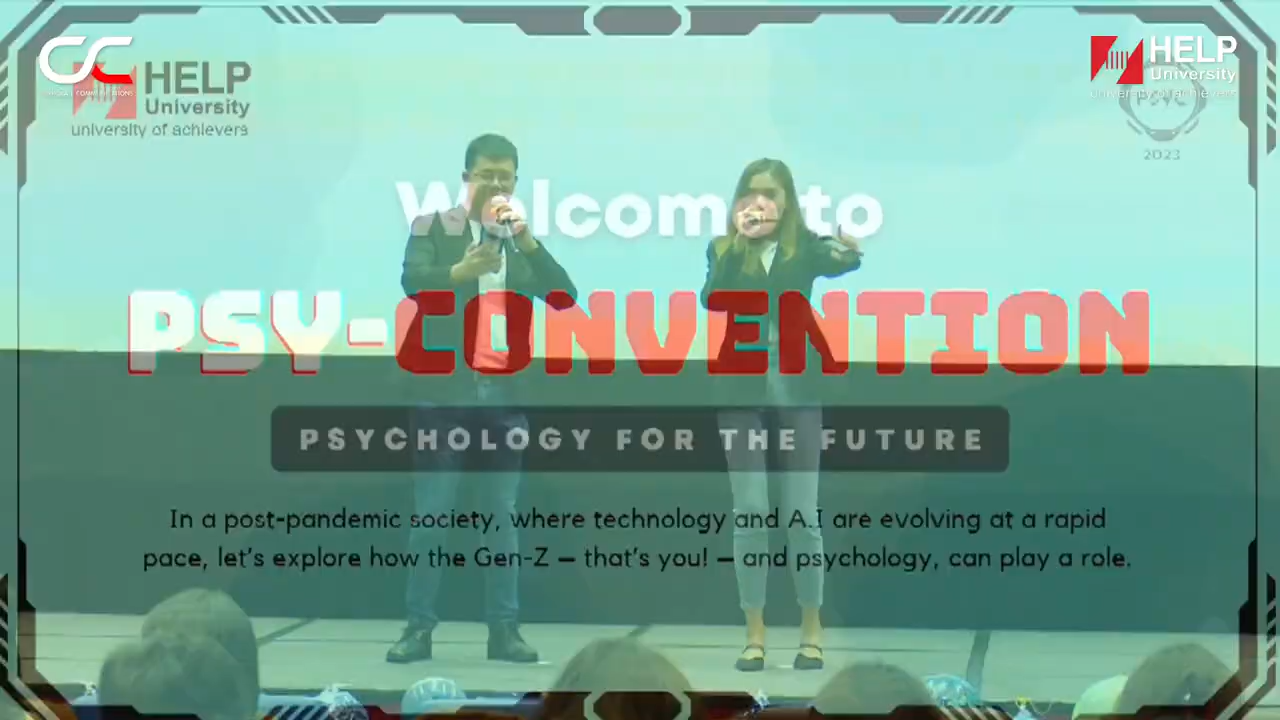 CC
HELP
University
university of achievers
HELP
University
university of achievers
PSYC
2023
Welcome to
PSY-CONVENTION
PSYCHOLOGY FOR THE FUTURE
In a post-pandemic society, where technology and A.I are evolving at a rapid
pace, let's explore how the Gen-Z – that's you! – and psychology, can play a role.